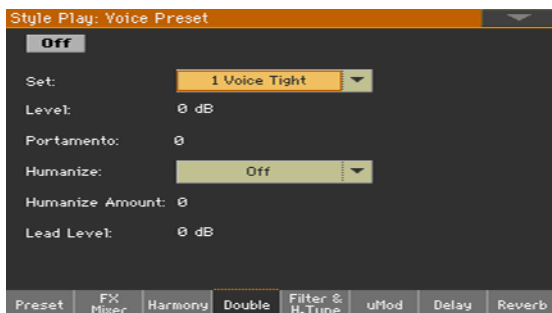 Style Play: Voice Preset
Off
Set: 1 Voice Tight
Level: 0 dB
Portamento: 0
Humanize: Off
Humanize Amount: 0
Lead Level: 0 dB
Preset FX Mixer Harmony Double Filter & H.Tune uMod Delay Reverb